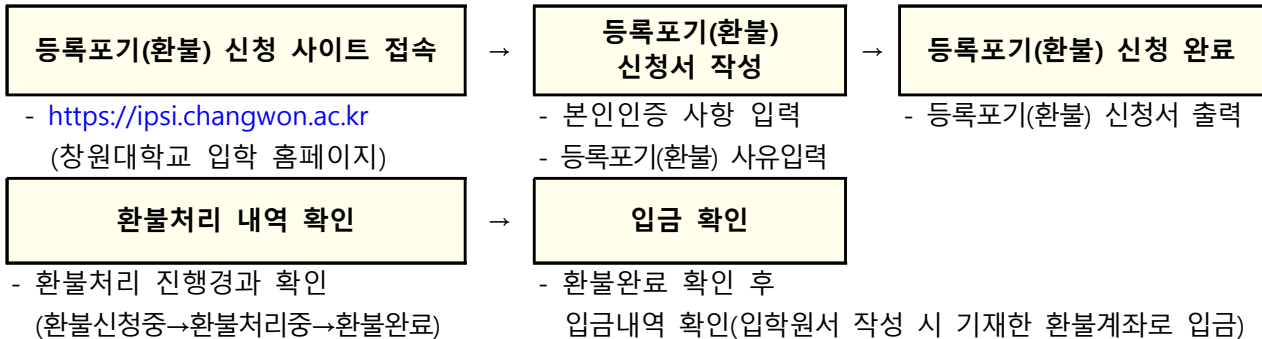 등록포기(환불) 신청 사이트 접속 → 등록포기(환불) 신청서 작성 → 등록포기(환불) 신청 완료
- https://ipsi.changwon.ac.kr
(창원대학교 입학 홈페이지)
- 본인인증 사항 입력
- 등록포기(환불) 사유입력
- 등록포기(환불) 신청서 출력
환불처리 내역 확인 → 입금 확인
- 환불처리 진행경과 확인
(환불신청중→환불처리중→환불완료)
- 환불완료 확인 후
입금내역 확인(입학원서 작성 시 기재한 환불계좌로 입금)